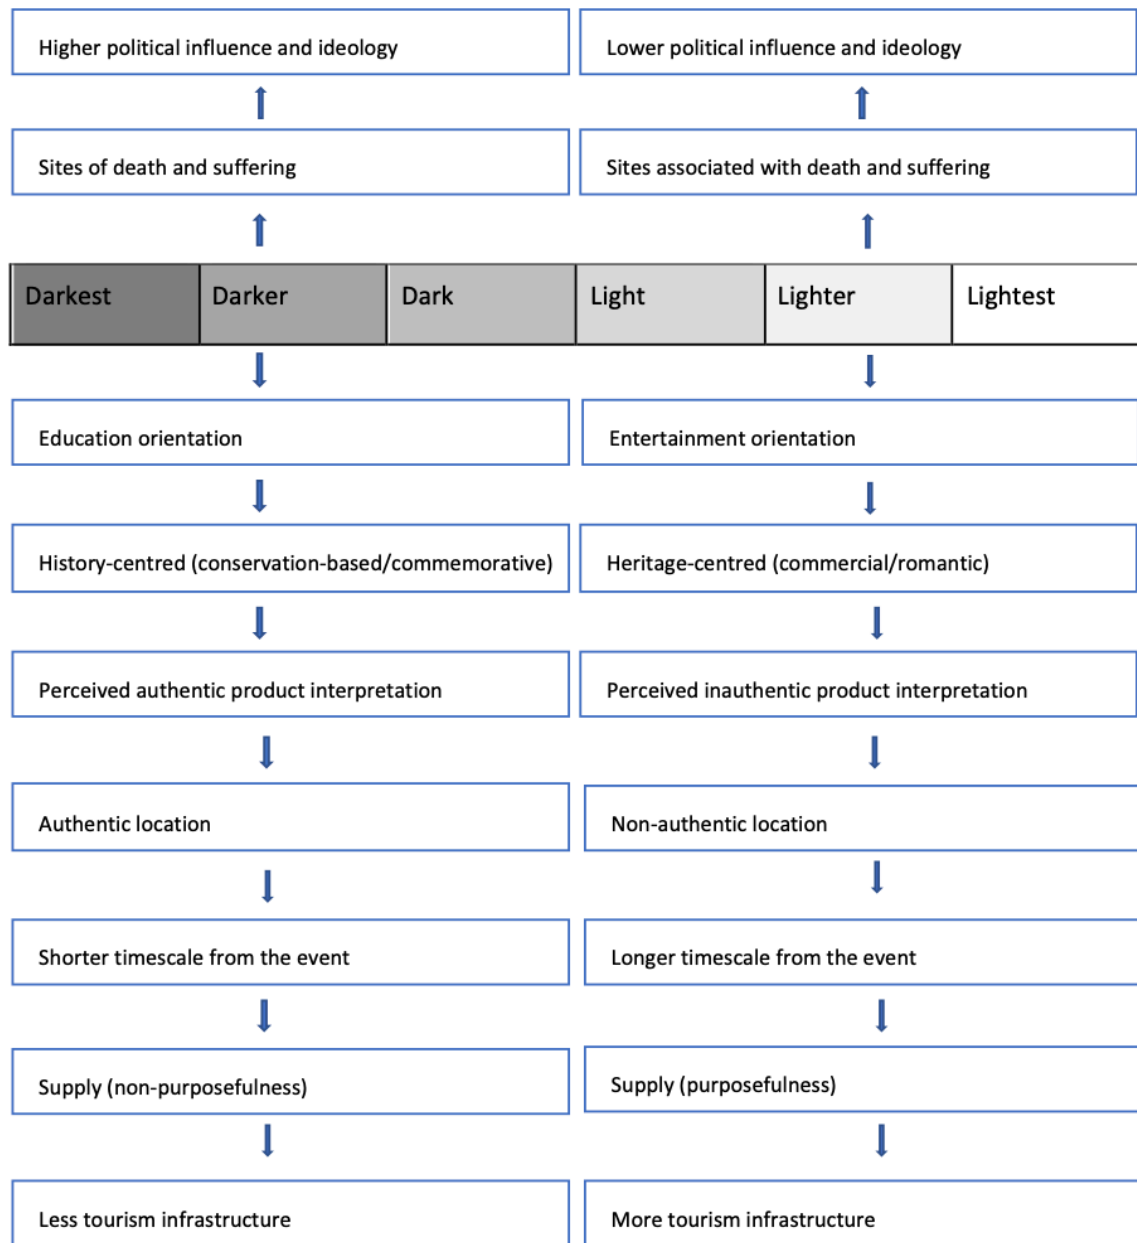 Higher political influence and ideology
Lower political influence and ideology
Sites of death and suffering
Sites associated with death and suffering
Darkest
Darker
Dark
Light
Lighter
Lightest
Education orientation
Entertainment orientation
History-centred (conservation-based/commemorative)
Heritage-centred (commercial/romantic)
Perceived authentic product interpretation
Perceived inauthentic product interpretation
Authentic location
Non-authentic location
Shorter timescale from the event
Longer timescale from the event
Supply (non-purposefulness)
Supply (purposefulness)
Less tourism infrastructure
More tourism infrastructure